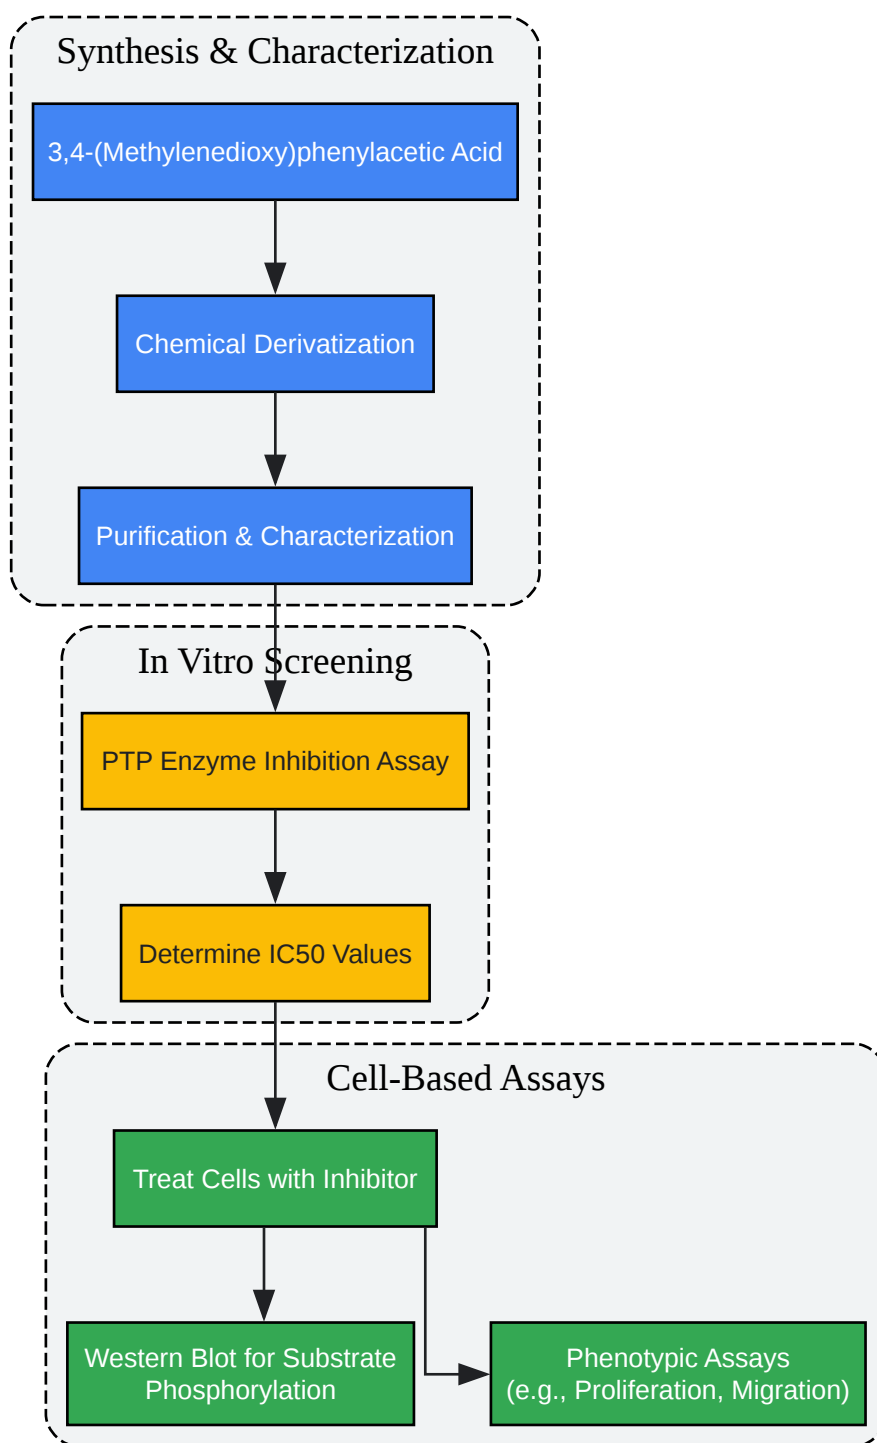 Synthesis & Characterization
3,4-(Methylenedioxy)phenylacetic Acid
Chemical Derivatization
Purification & Characterization
In Vitro Screening
PTP Enzyme Inhibition Assay
Determine IC50 Values
Cell-Based Assays
Treat Cells with Inhibitor
Western Blot for Substrate
Phosphorylation
Phenotypic Assays
(e.g., Proliferation, Migration)